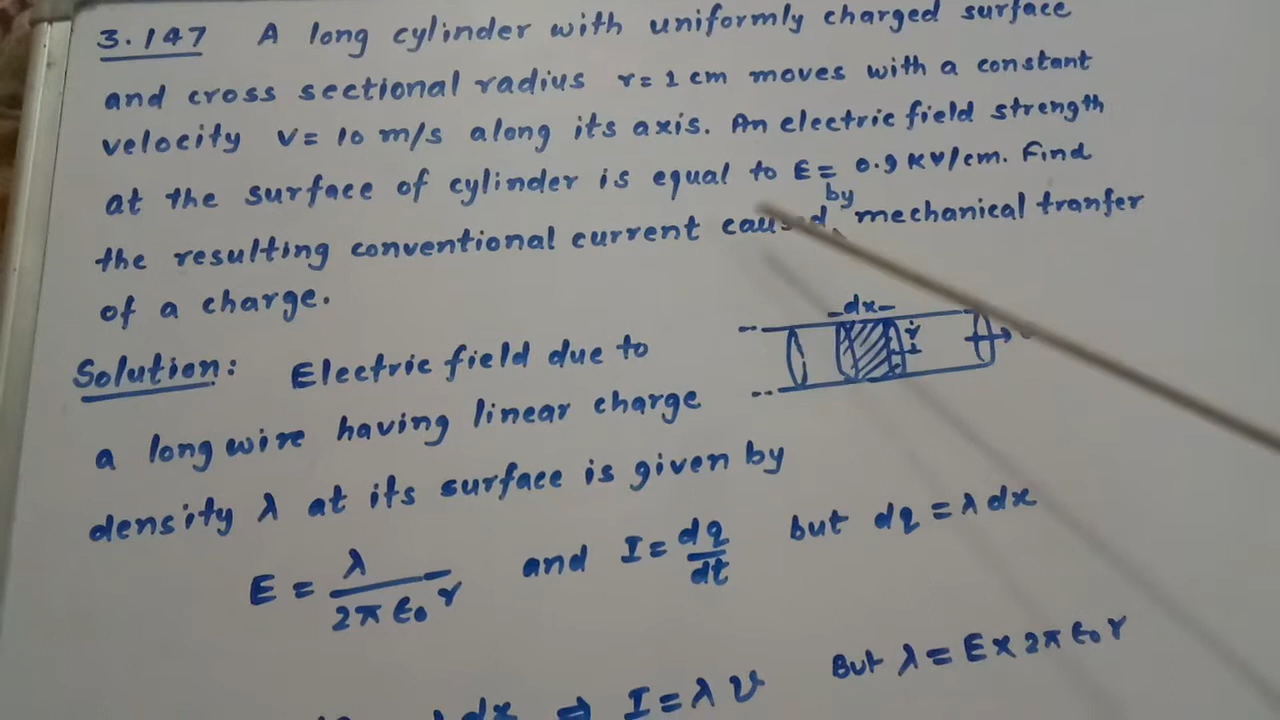 3.147 A long cylinder with uniformly charged surface
and cross sectional radius r= 1 cm moves with a constant
velocity V= 10 m/s along its axis. An electric field strength
at the surface of cylinder is equal to E= 0.9 KV/cm. Find
the resulting conventional current caused by mechanical tranfer
of a charge.
-dx-
r
Solution: Electric field due to
a long wire having linear charge
density λ at its surface is given by
E = λ / 2π ε₀ r and I = dq/dt but dq = λ dx
dx ⇒ I = λ v But λ = E x 2π ε₀ r